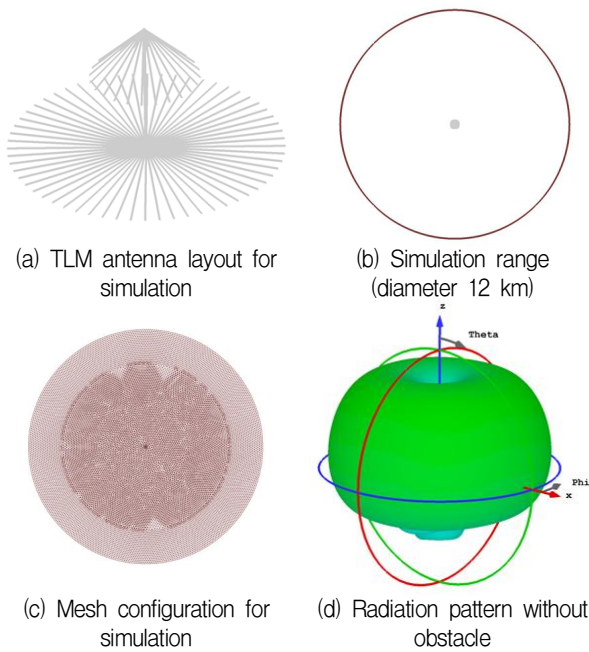 (a) TLM antenna layout for
simulation
(b) Simulation range
(diameter 12 km)
z
Theta
Phi
x
(c) Mesh configuration for
simulation
(d) Radiation pattern without
obstacle